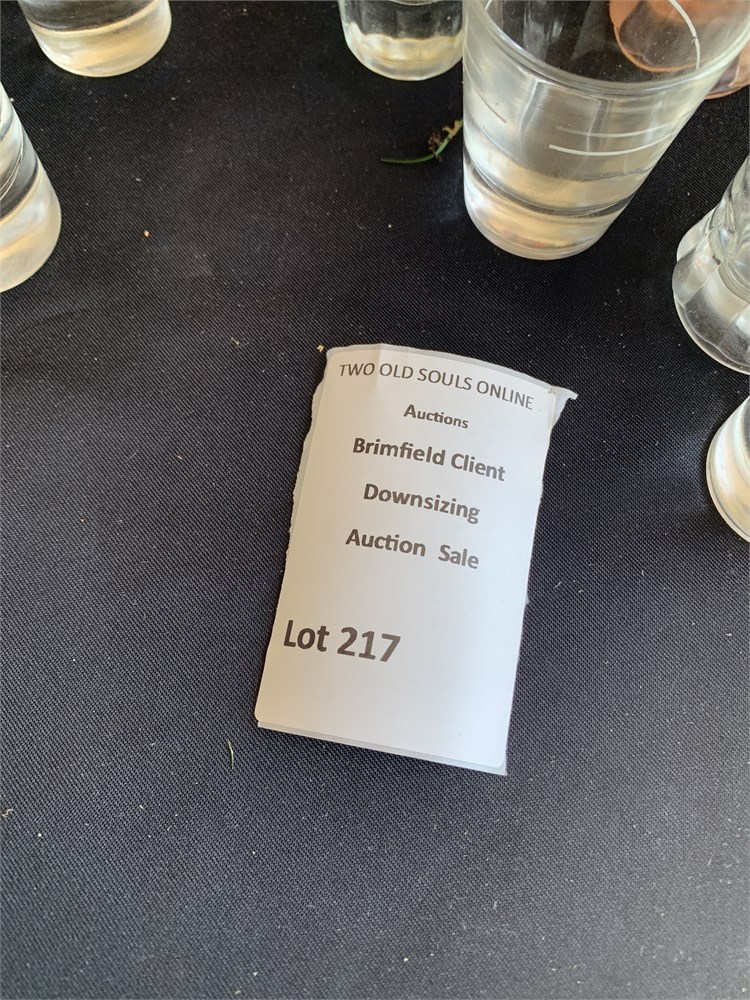 TWO OLD SOULS ONLINE
Auctions
Brimfield Client
Downsizing
Auction Sale
Lot 217